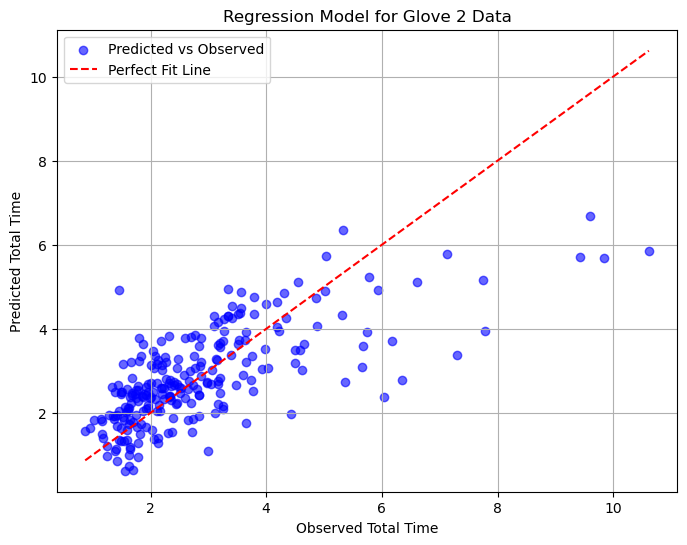 Regression Model for Glove 2 Data
Predicted vs Observed
Perfect Fit Line
10
8
6
4
2
Predicted Total Time
2
4
6
8
10
Observed Total Time